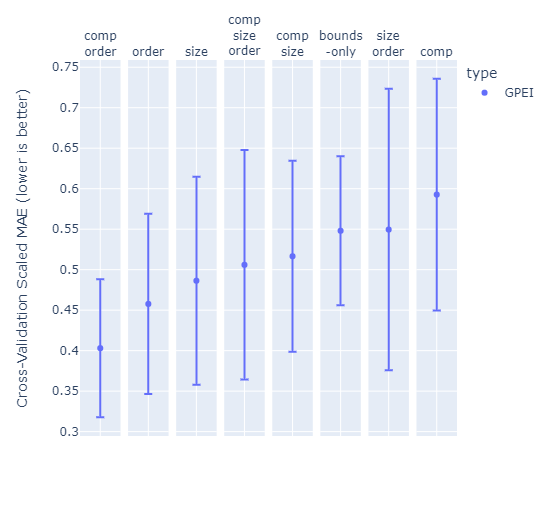 comp
order
order
size
comp
size
order
comp
size
bounds
-only
size
order
comp
type
GPEI
Cross-Validation Scaled MAE (lower is better)
0.75
0.7
0.65
0.6
0.55
0.5
0.45
0.4
0.35
0.3